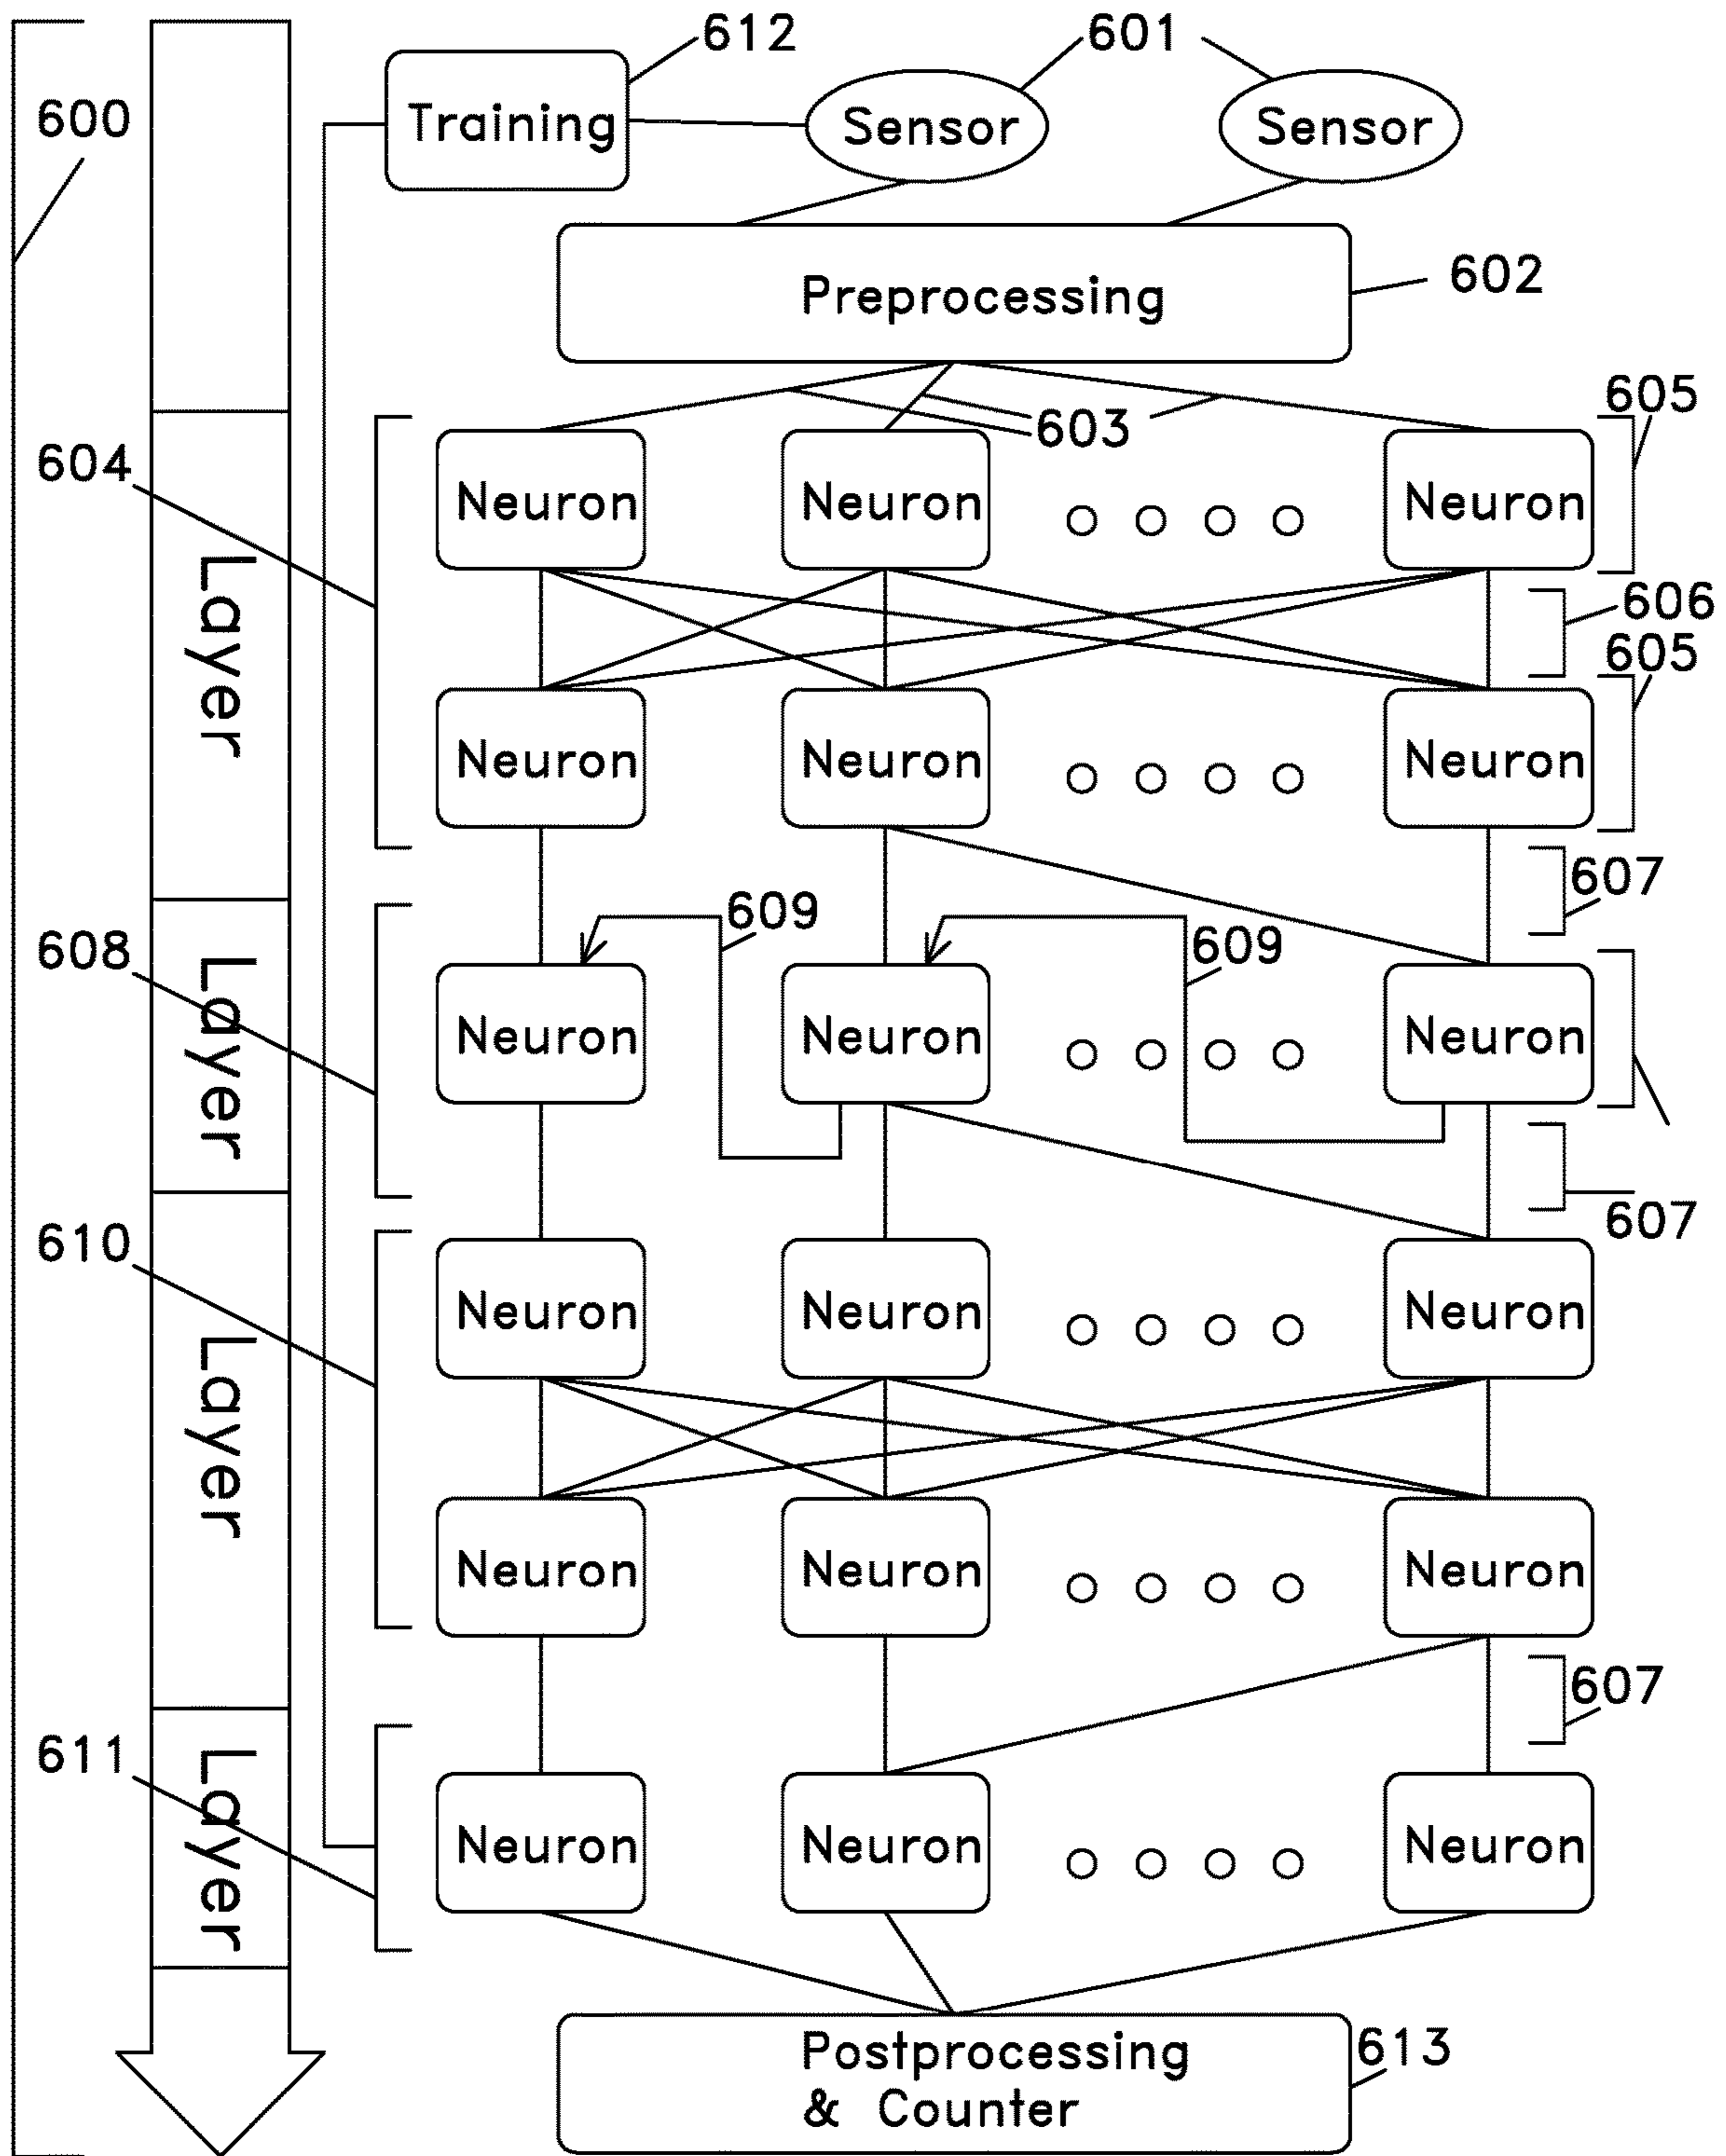 612
601
600
Training
Sensor
Sensor
602
Preprocessing
605
603
604
Neuron
Neuron
Neuron
Layer
606
605
Neuron
Neuron
Neuron
607
609
609
608
Layer
Neuron
Neuron
Neuron
607
610
Neuron
Neuron
Neuron
Layer
Neuron
Neuron
Neuron
607
611
Layer
Neuron
Neuron
Neuron
Postprocessing
& Counter
613